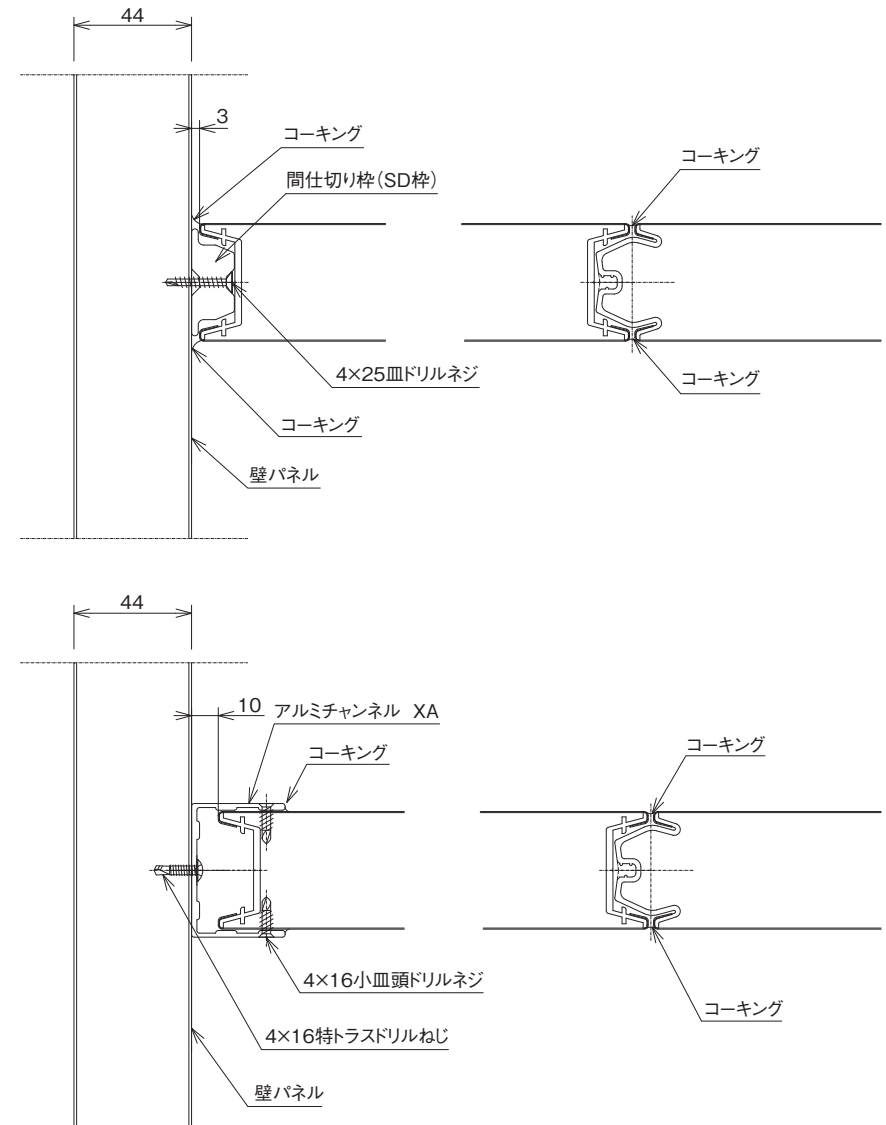 44
3
コーキング
間仕切り枠(SD枠)
コーキング
4×25皿ドリルネジ
コーキング
コーキング
壁パネル
44
10
アルミチャンネル XA
コーキング
コーキング
4×16小皿頭ドリルネジ
コーキング
4×16特トラスドリルねじ
壁パネル